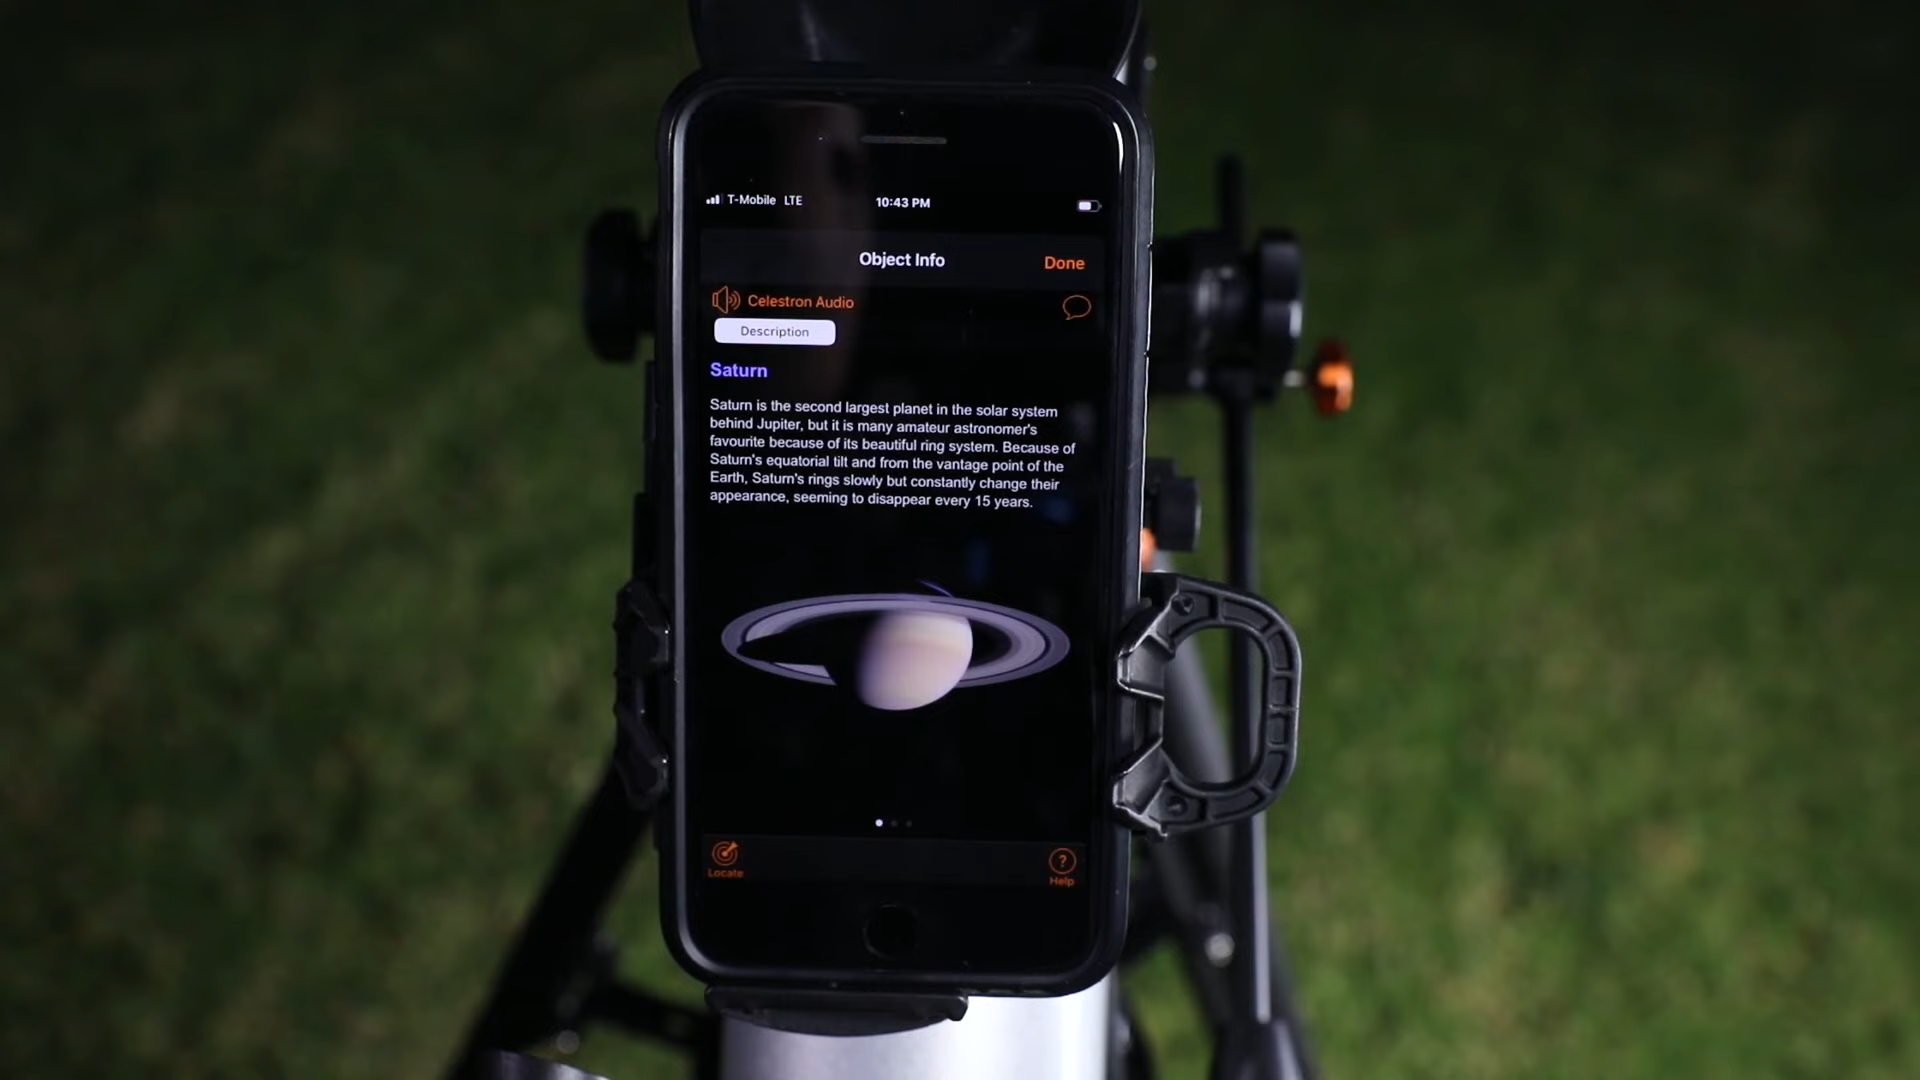 T-Mobile LTE 10:43 PM
Object Info Done
Celestron Audio
Description
Saturn
Saturn is the second largest planet in the solar system
behind Jupiter, but it is many amateur astronomer's
favourite because of its beautiful ring system. Because of
Saturn's equatorial tilt and from the vantage point of the
Earth, Saturn's rings slowly but constantly change their
appearance, seeming to disappear every 15 years.
Locate ?
Help